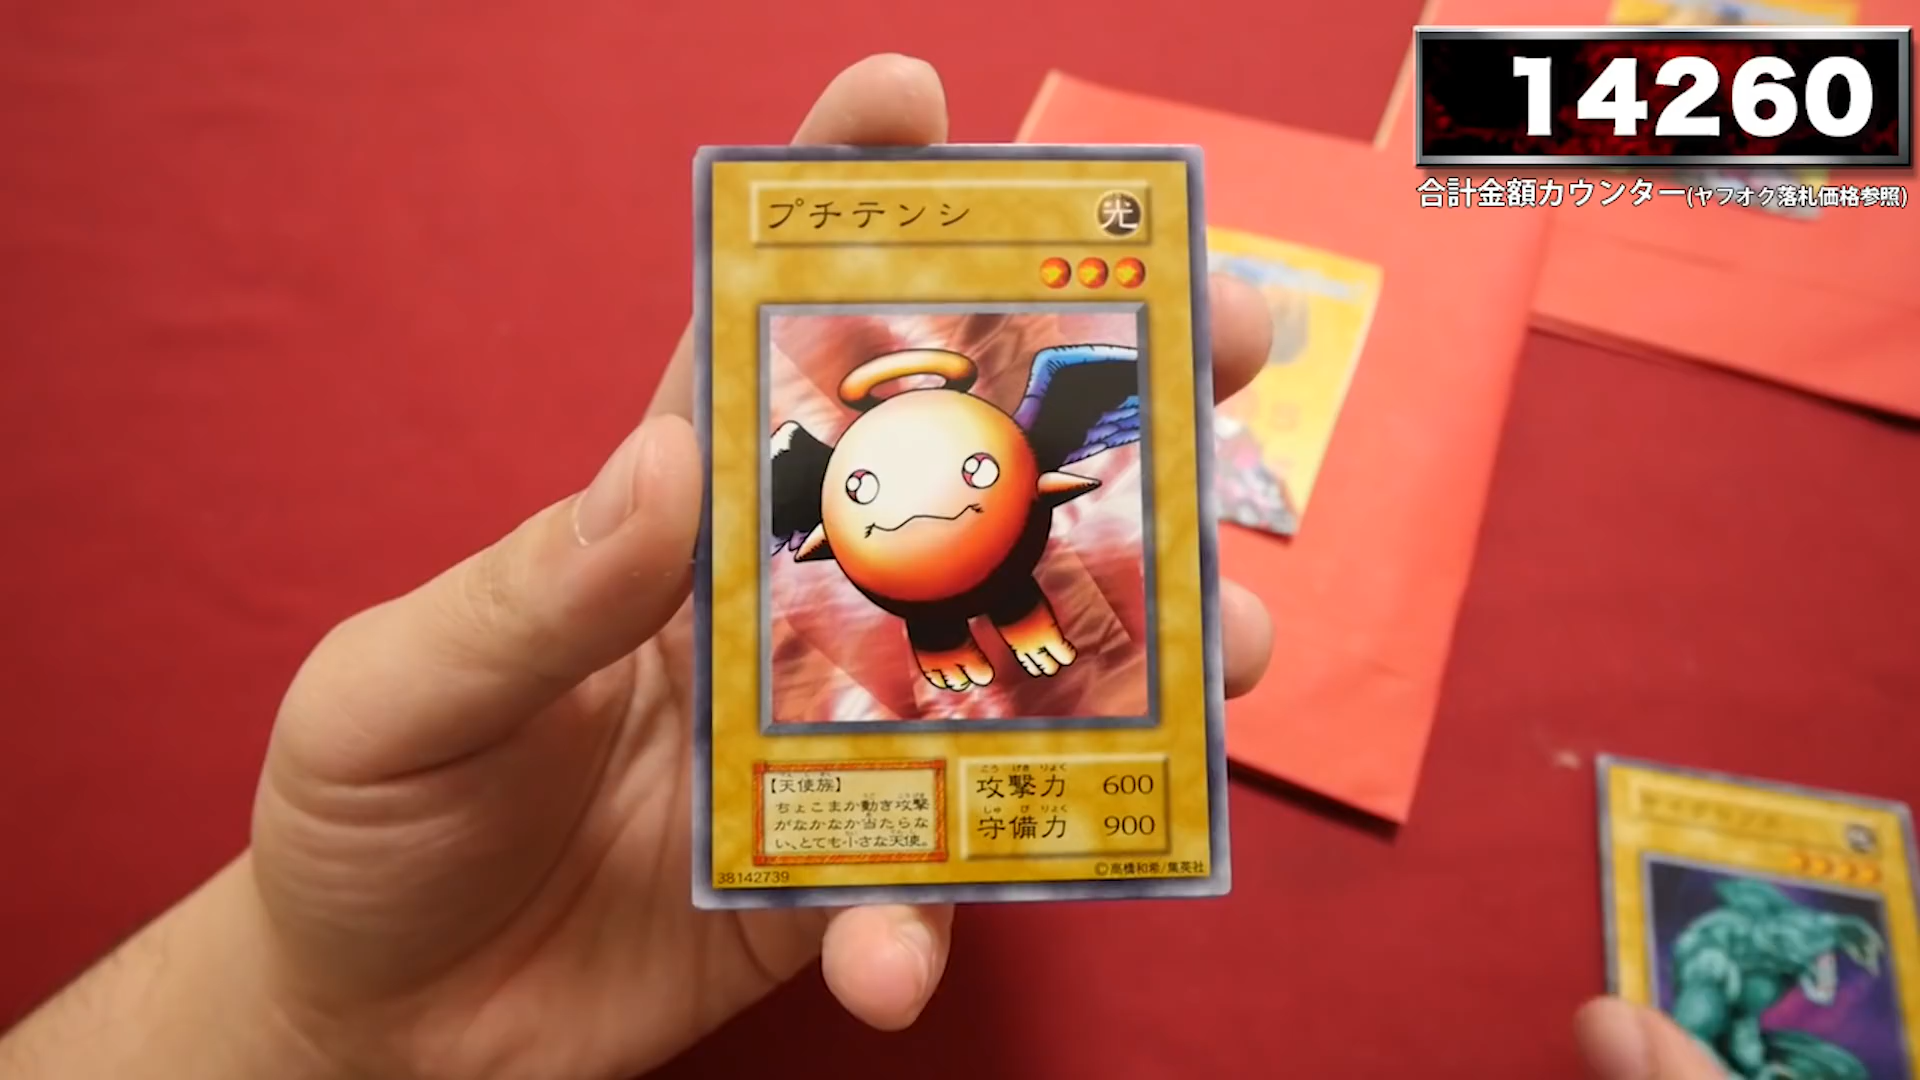 14260
合計金額カウンター(ヤフオク落札価格参照)
プチテンシ
光
【天使族】
ちょこまか動き攻撃
がなかなか当たらな
い、とても小さな天使。
攻撃力 600
守備力 900
38142739
©高橋和希/集英社